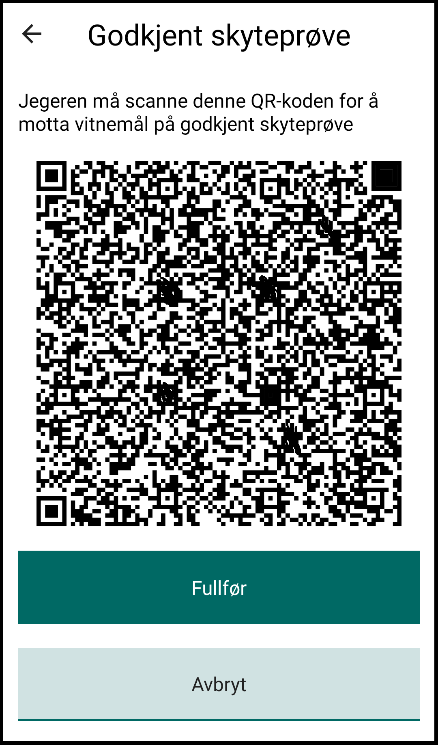 Godkjent skyteprøve
Jegeren må scanne denne QR-koden for å
motta vitnemål på godkjent skyteprøve
Fullfør
Avbryt